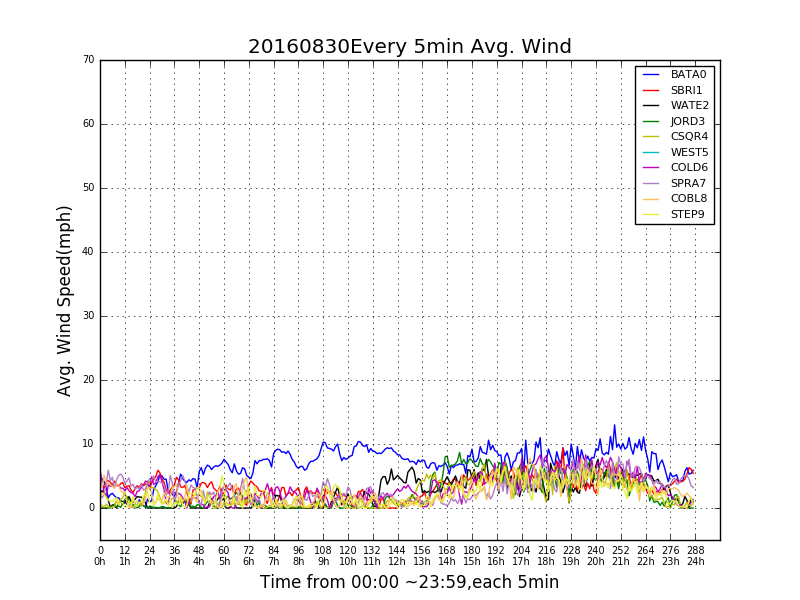 20160830Every 5min Avg. Wind
70
60
50
40
30
20
10
0
Avg. Wind Speed(mph)
BATA0
SBRI1
WATE2
JORD3
CSQR4
WEST5
COLD6
SPRA7
COBL8
STEP9
0 12 24 36 48 60 72 84 96 108 120 132 144 156 168 180 192 204 216 228 240 252 264 276 288
0h 1h 2h 3h 4h 5h 6h 7h 8h 9h 10h 11h 12h 13h 14h 15h 16h 17h 18h 19h 20h 21h 22h 23h 24h
Time from 00:00 ~23:59,each 5min